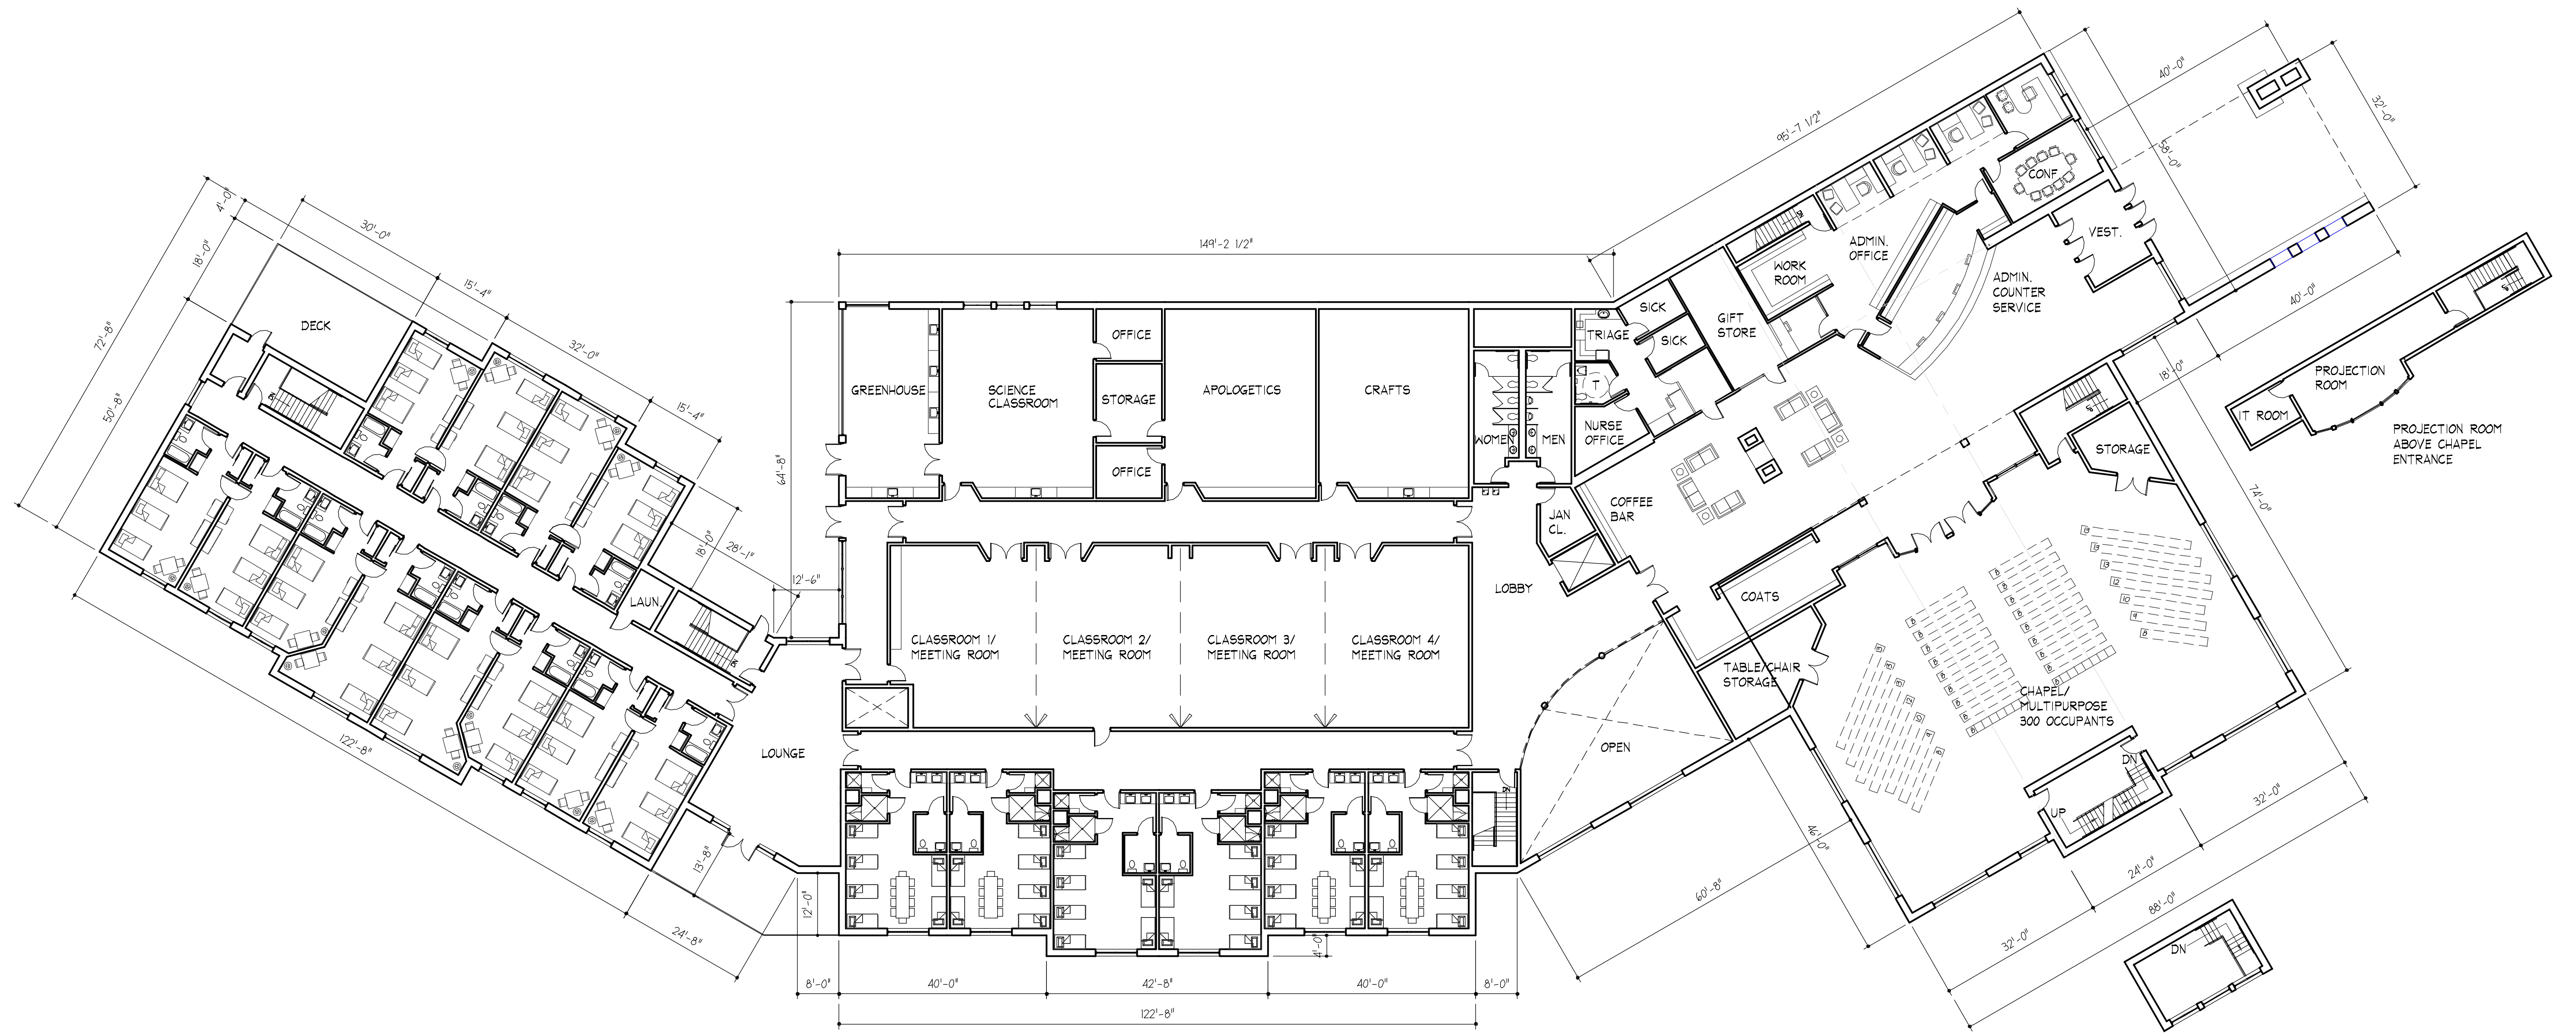 95'-7 1/2"
40'-0"
32'-0"
58'-0"
4'-0"
18'-0"
30'-0"
15'-4"
32'-0"
15'-4"
72'-8"
50'-8"
18'-0"
28'-1"
12'-6"
122'-8"
24'-8"
13'-8"
DECK
LAUN.
LOUNGE
149'-2 1/2"
64'-8"
GREENHOUSE
SCIENCE
CLASSROOM
OFFICE
STORAGE
OFFICE
APOLOGETICS
CRAFTS
WOMEN
MEN
TRIAGE
T
NURSE
OFFICE
SICK
SICK
GIFT
STORE
WORK
ROOM
ADMIN.
OFFICE
CONF.
VEST.
ADMIN.
COUNTER
SERVICE
COFFEE
BAR
JAN
CL.
LOBBY
COATS
TABLE/CHAIR
STORAGE
OPEN
STORAGE
CHAPEL/
MULTIPURPOSE
300 OCCUPANTS
DN
UP
DN
CLASSROOM 1/
MEETING ROOM
CLASSROOM 2/
MEETING ROOM
CLASSROOM 3/
MEETING ROOM
CLASSROOM 4/
MEETING ROOM
40'-0"
18'-0"
74'-0"
PROJECTION
ROOM
IT ROOM
PROJECTION ROOM
ABOVE CHAPEL
ENTRANCE
46'-0"
60'-8"
32'-0"
24'-0"
32'-0"
88'-0"
DN
12'-0"
4'-0"
8'-0"
40'-0"
42'-8"
40'-0"
8'-0"
122'-8"